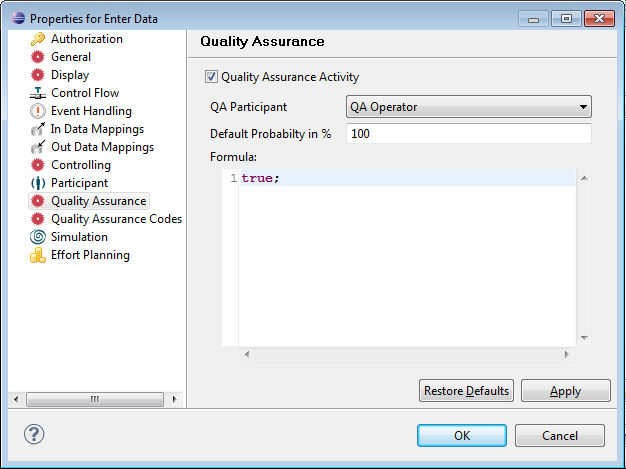 Properties for Enter Data
Authorization
General
Display
Control Flow
Event Handling
In Data Mappings
Out Data Mappings
Controlling
Participant
Quality Assurance
Quality Assurance Codes
Simulation
Effort Planning
Quality Assurance
Quality Assurance Activity
QA Participant QA Operator
Default Probabilty in % 100
Formula:
1 true;
Restore Defaults Apply
? OK Cancel